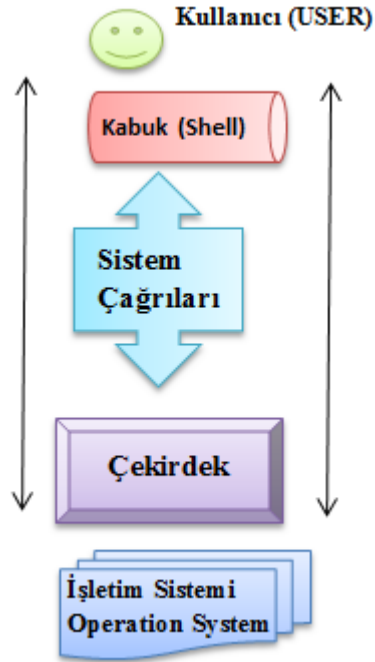 Kullanıcı (USER)
Kabuk (Shell)
Sistem
Çağrıları
Çekirdek
İşletim Sistemi
Operation System